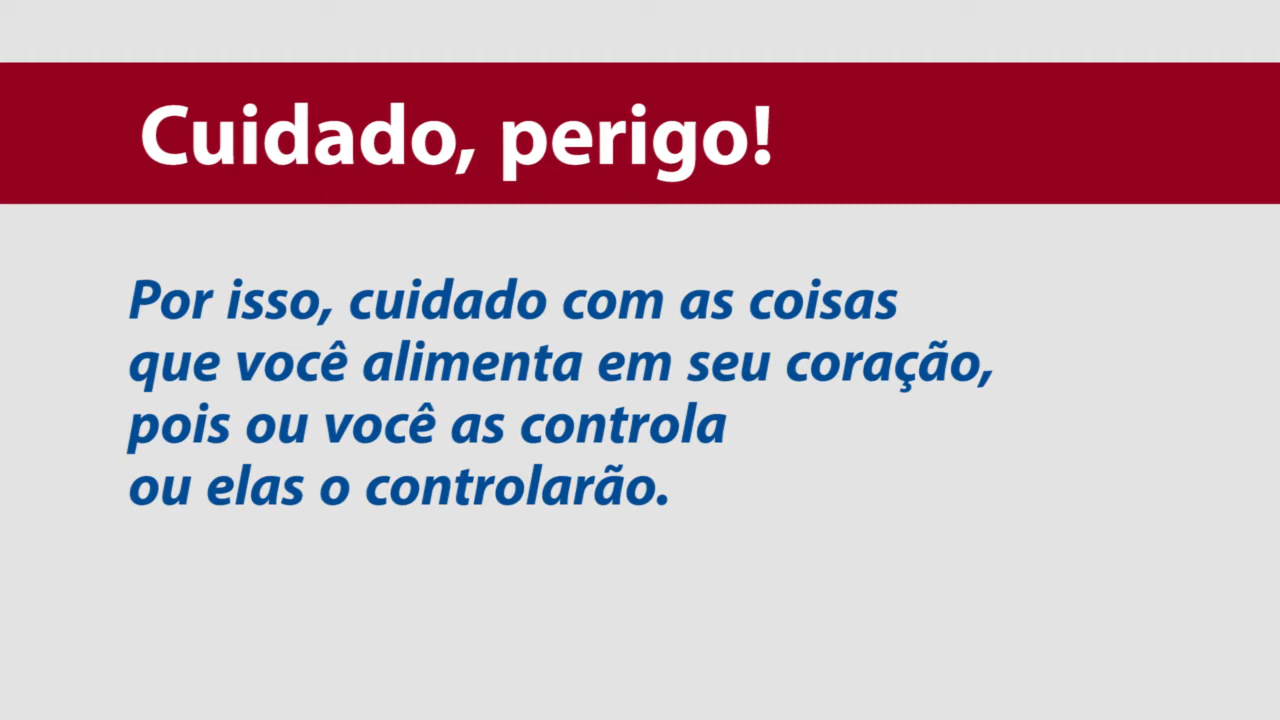 Cuidado, perigo!
Por isso, cuidado com as coisas
que você alimenta em seu coração,
pois ou você as controla
ou elas o controlarão.